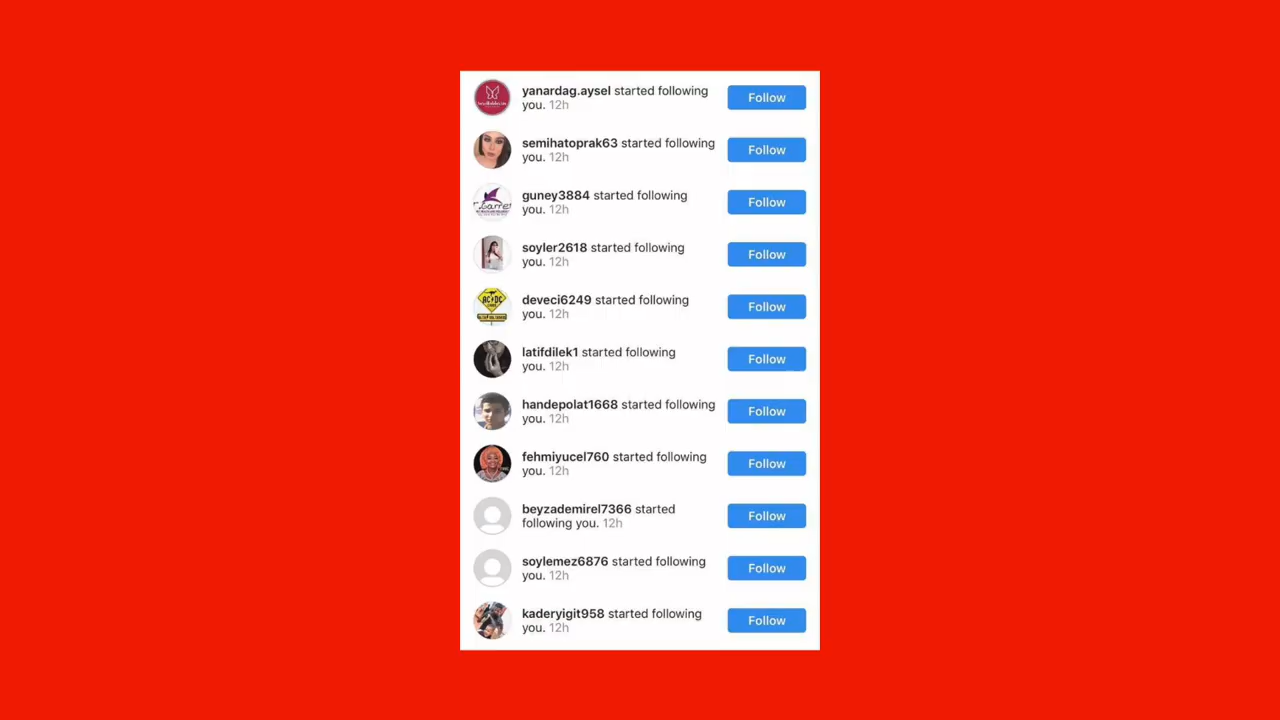 yanardag.aysel started following Follow
you. 12h
semihatoprak63 started following Follow
you. 12h
guney3884 started following Follow
you. 12h
soyler2618 started following Follow
you. 12h
AC/DC
deveci6249 started following Follow
you. 12h
latifdilek1 started following Follow
you. 12h
handepolat1668 started following Follow
you. 12h
fehmiyucel760 started following Follow
you. 12h
beyzademirel7366 started Follow
following you. 12h
soylemez6876 started following Follow
you. 12h
kaderyigit958 started following Follow
you. 12h